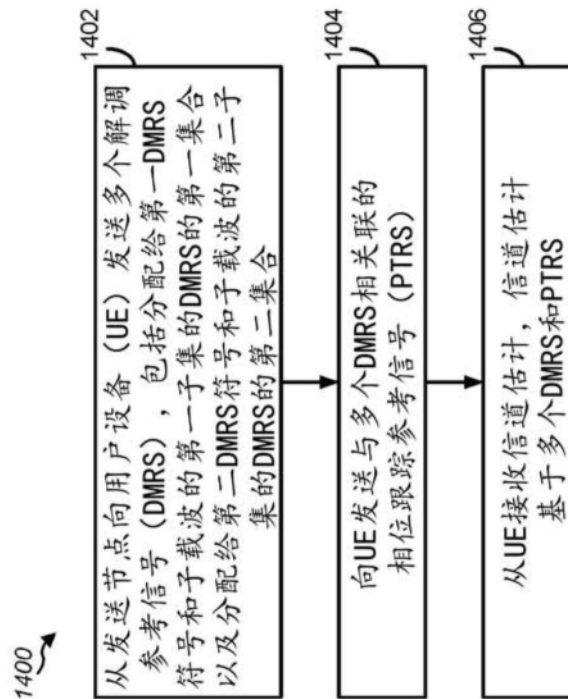 1400
1402
从发送节点向用户设备（UE）发送多个解调
参考信号（DMRS），包括分配给第一DMRS
符号和子载波的第一子集的DMRS的第一集合
以及分配给第二DMRS符号和子载波的第二子
集的DMRS的第二集合
1404
向UE发送与多个DMRS相关联的
相位跟踪参考信号（PTRS）
1406
从UE接收信道估计，信道估计
基于多个DMRS和PTRS